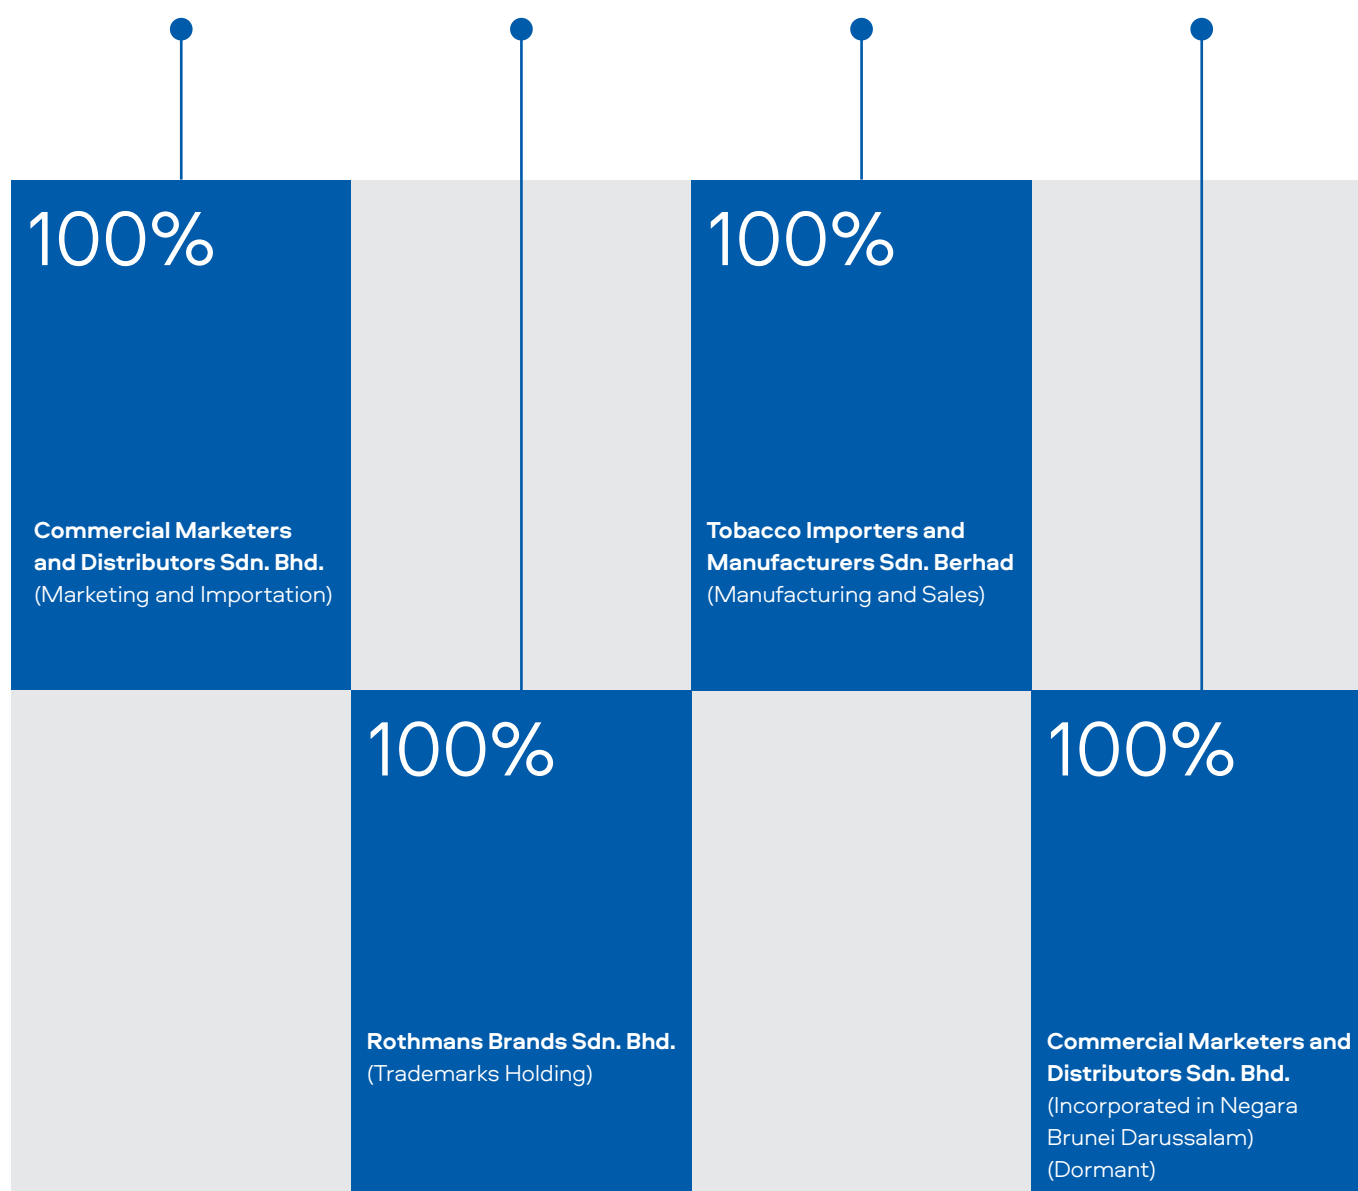 100%
Commercial Marketers
and Distributors Sdn. Bhd.
(Marketing and Importation)
100%
Rothmans Brands Sdn. Bhd.
(Trademarks Holding)
100%
Tobacco Importers and
Manufacturers Sdn. Berhad
(Manufacturing and Sales)
100%
Commercial Marketers and
Distributors Sdn. Bhd.
(Incorporated in Negara
Brunei Darussalam)
(Dormant)